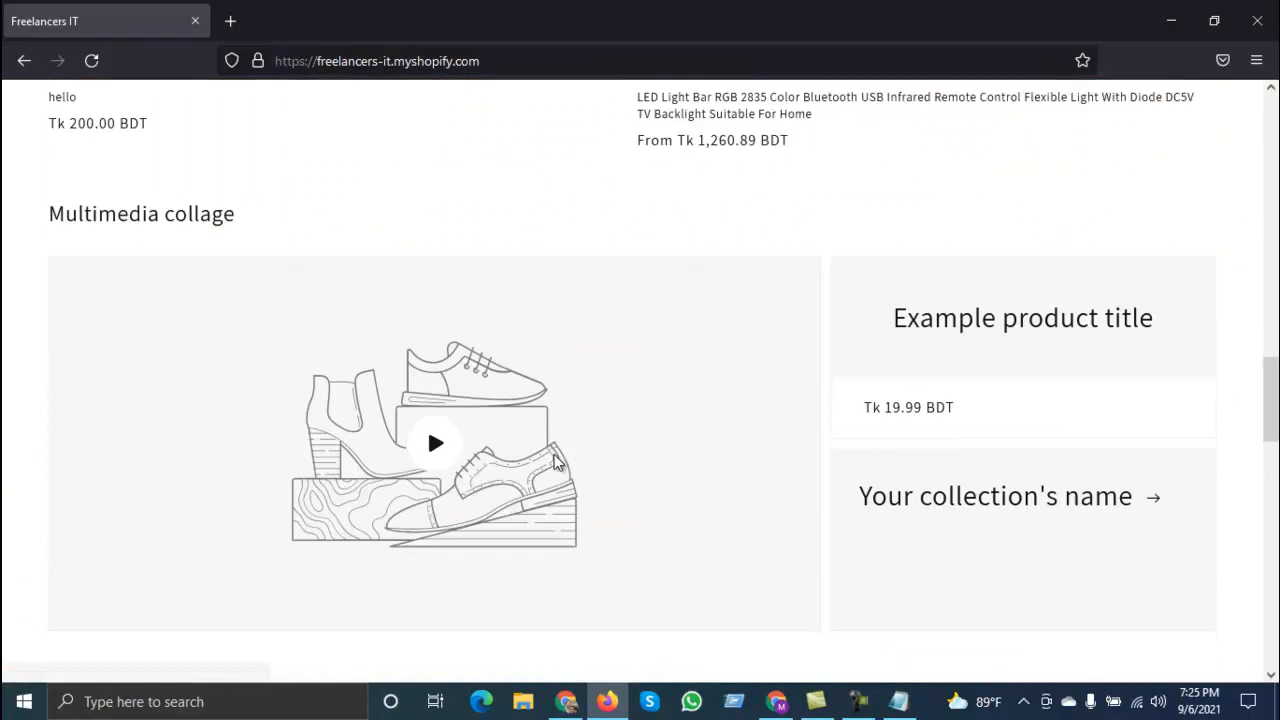 Freelancers IT
https://freelancers-it.myshopify.com
hello
Tk 200.00 BDT
LED Light Bar RGB 2835 Color Bluetooth USB Infrared Remote Control Flexible Light With Diode DC5V
TV Backlight Suitable For Home
From Tk 1,260.89 BDT
Multimedia collage
Example product title
Tk 19.99 BDT
Your collection's name →
Type here to search
89°F
7:25 PM
9/6/2021